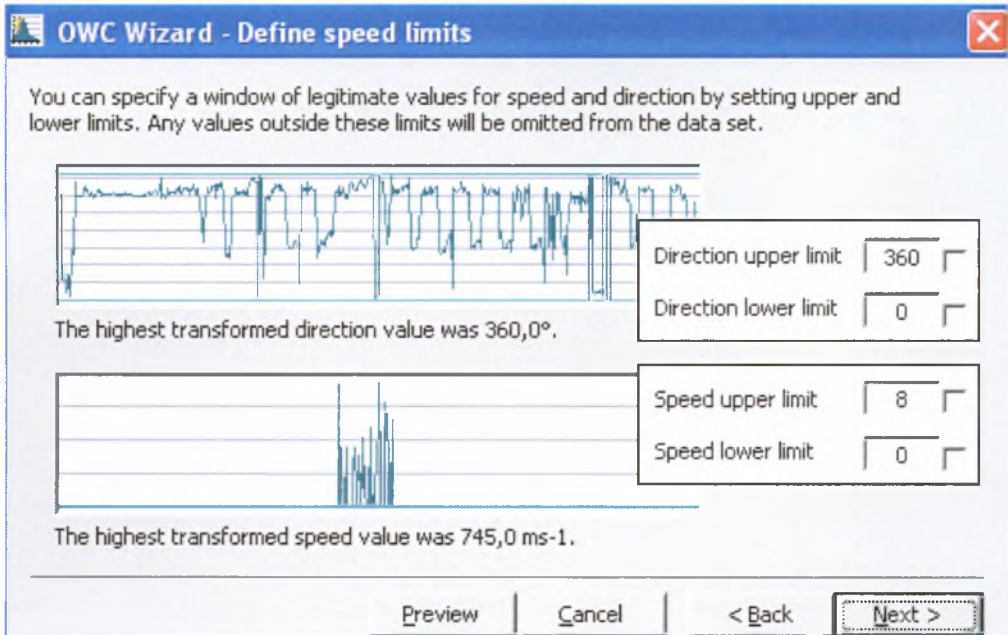 OWC Wizard - Define speed limits
You can specify a window of legitimate values for speed and direction by setting upper and
lower limits. Any values outside these limits will be omitted from the data set.
Direction upper limit 360
Direction lower limit 0
The highest transformed direction value was 360,0°.
Speed upper limit 8
Speed lower limit 0
The highest transformed speed value was 745,0 ms-1.
Preview Cancel < Back Next >